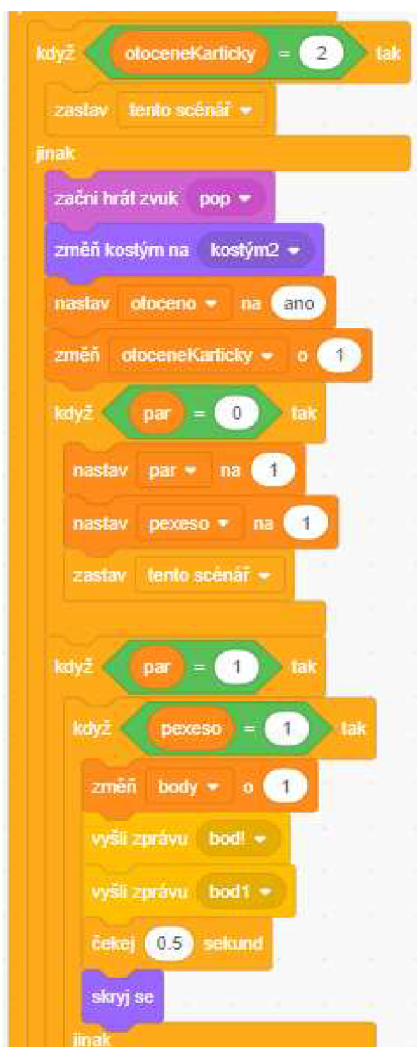 když otoceneKarticky = 2 tak
zastav tento scénář
jinak
začni hrát zvuk pop
změň kostým na kostým2
nastav otoceno na ano
změň otoceneKarticky o 1
když par = 0 tak
nastav par na 1
nastav pexeso na 1
zastav tento scénář
když par = 1 tak
když pexeso = 1 tak
změň body o 1
vyšli zprávu bod!
vyšli zprávu bod1
čekej 0.5 sekund
skryj se
jinak